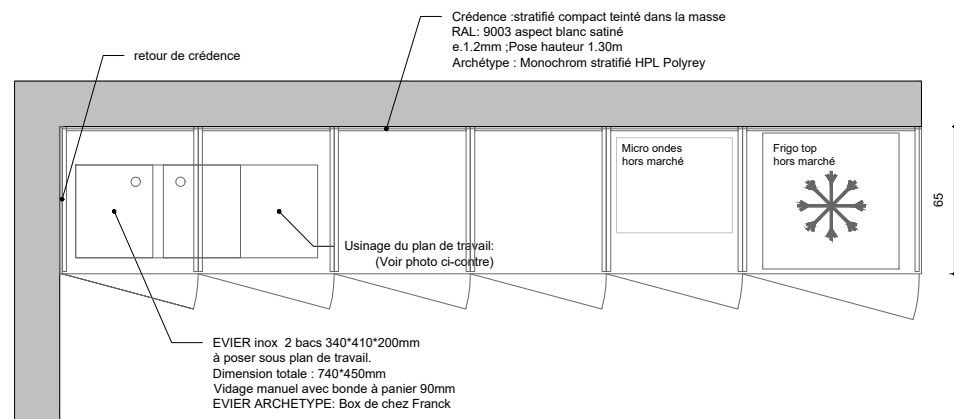 Crédence :stratifié compact teinté dans la masse
RAL: 9003 aspect blanc satiné
e.1.2mm ;Pose hauteur 1.30m
Archétype : Monochrom stratifié HPL Polyrey
retour de crédence
Micro ondes
hors marché
Frigo top
hors marché
65
Usinage du plan de travail:
(Voir photo ci-contre)
EVIER inox 2 bacs 340*410*200mm
à poser sous plan de travail.
Dimension totale : 740*450mm
Vidage manuel avec bonde à panier 90mm
EVIER ARCHETYPE: Box de chez Franck